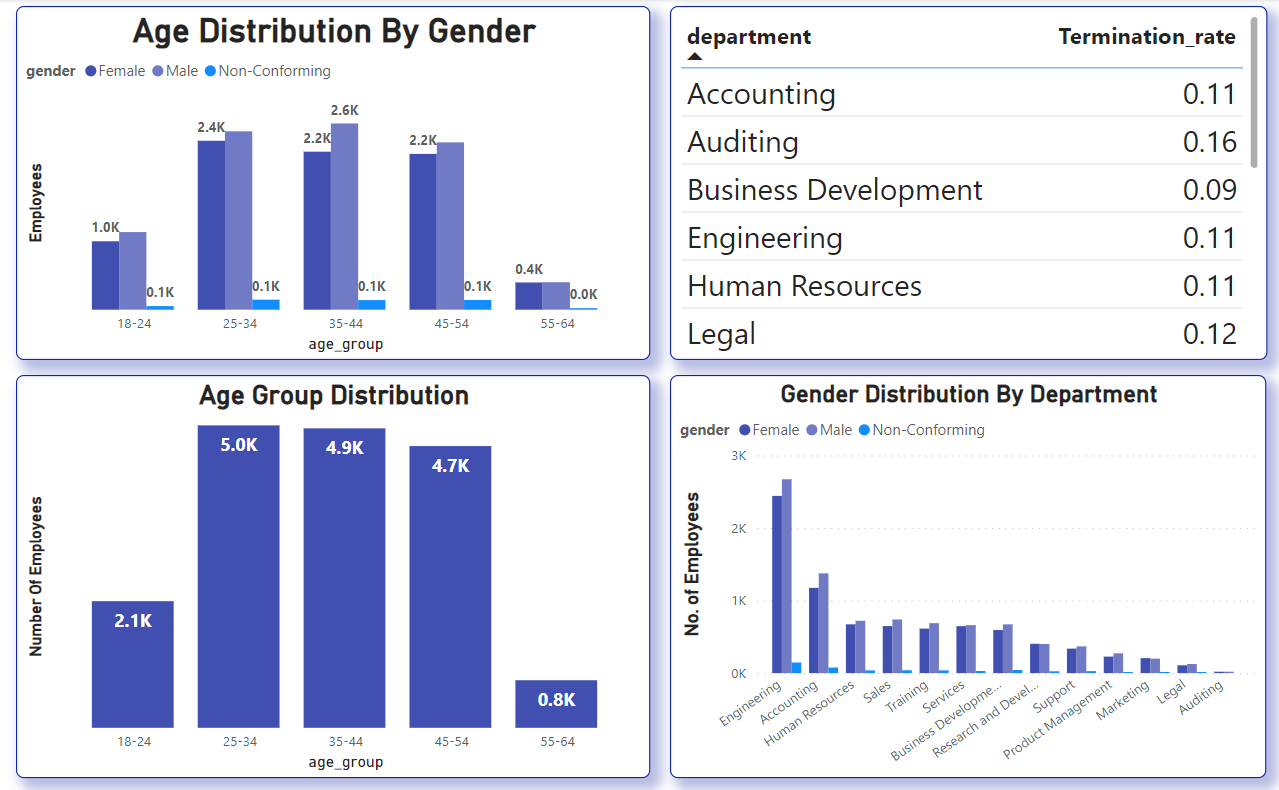 Age Distribution By Gender
gender Female Male Non-Conforming
Employees
1.0K
0.1K
2.4K
0.1K
2.2K
2.6K
0.1K
2.2K
0.1K
0.4K
0.0K
18-24 25-34 35-44 45-54 55-64
age_group
department Termination_rate
Accounting 0.11
Auditing 0.16
Business Development 0.09
Engineering 0.11
Human Resources 0.11
Legal 0.12
Age Group Distribution
Number Of Employees
2.1K 5.0K 4.9K 4.7K 0.8K
18-24 25-34 35-44 45-54 55-64
age_group
Gender Distribution By Department
gender Female Male Non-Conforming
No. of Employees
3K
2K
1K
0K
Engineering
Accounting
Human Resources
Sales
Training
Services
Business Developme...
Research and Devel...
Support
Product Management
Marketing
Legal
Auditing